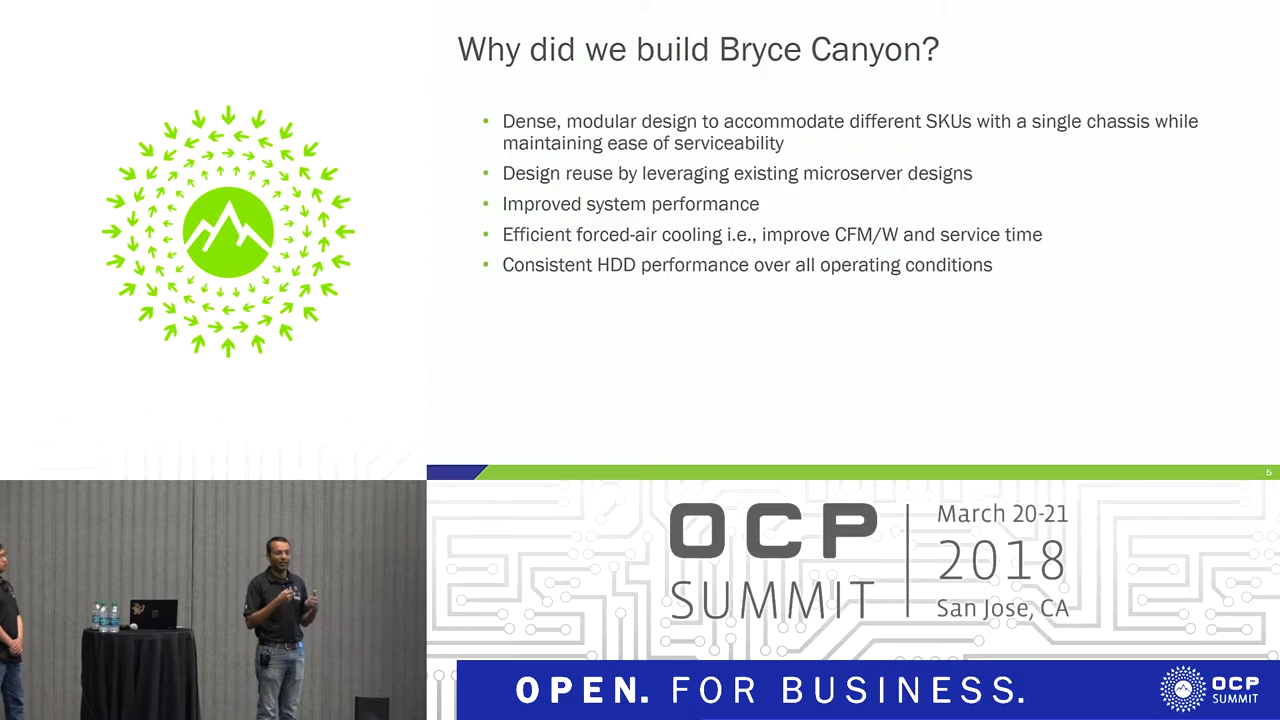 Why did we build Bryce Canyon?
• Dense, modular design to accommodate different SKUs with a single chassis while
maintaining ease of serviceability
• Design reuse by leveraging existing microserver designs
• Improved system performance
• Efficient forced-air cooling i.e., improve CFM/W and service time
• Consistent HDD performance over all operating conditions
5
OCP
SUMMIT
March 20-21
2018
San Jose, CA
OPEN. FOR BUSINESS.
OCP
SUMMIT